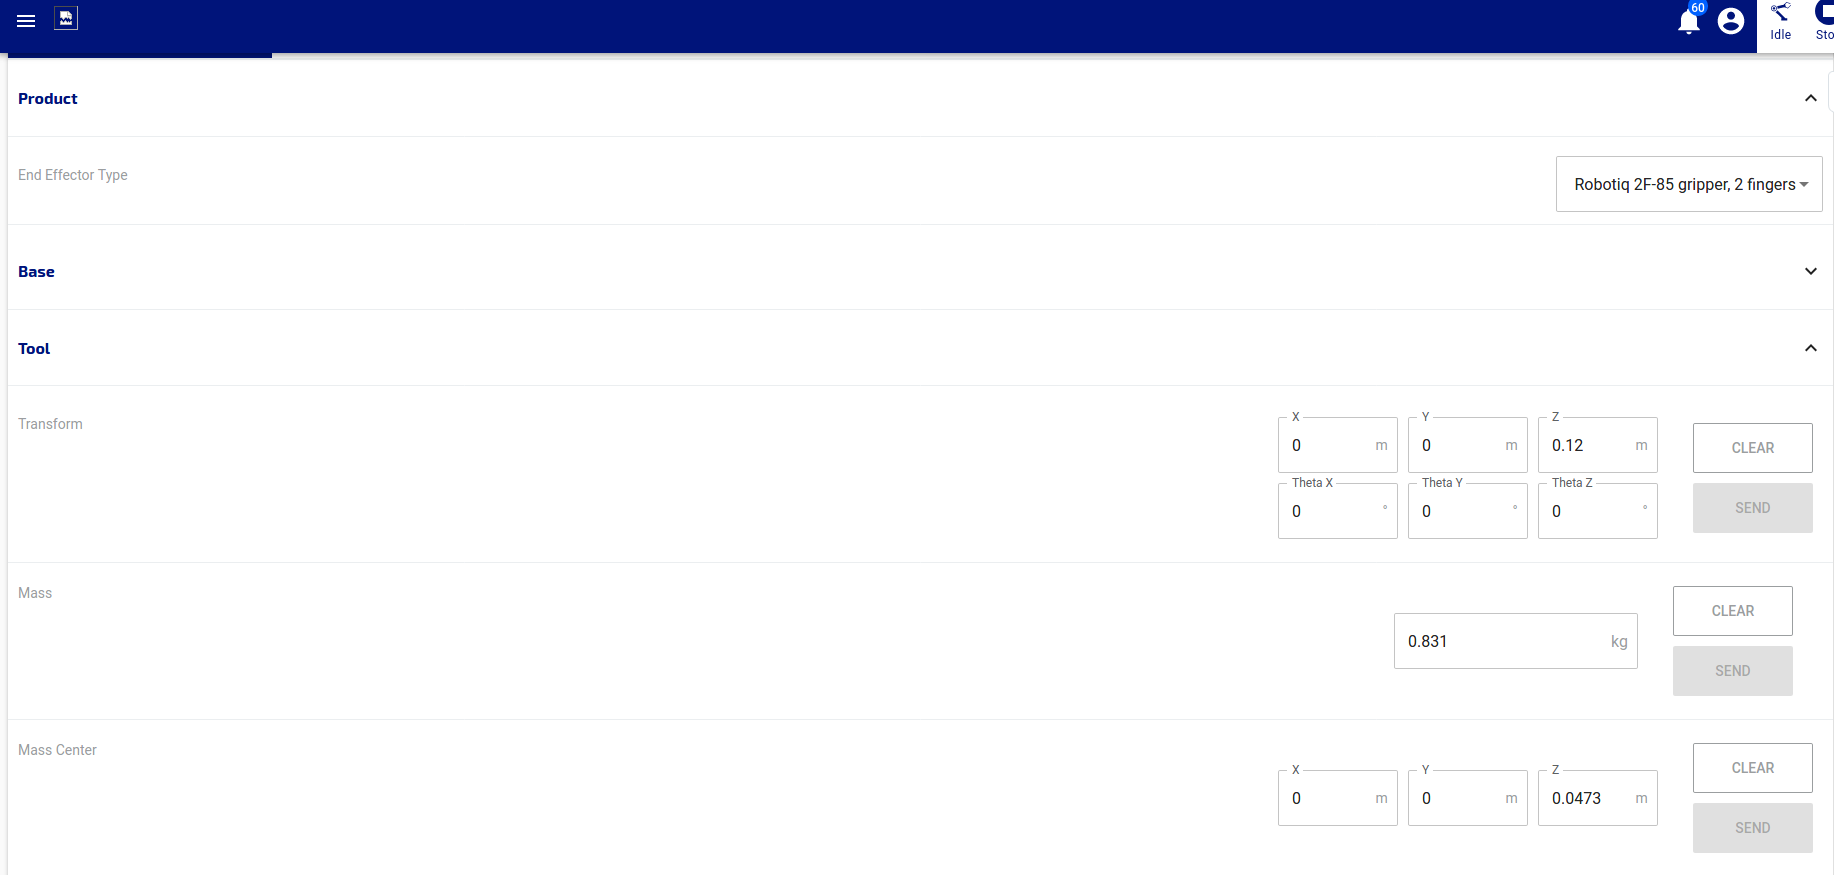 60
Idle
Sto
Product
End Effector Type
Robotiq 2F-85 gripper, 2 fingers
Base
Tool
Transform
X
0 m
Y
0 m
Z
0.12 m
CLEAR
Theta X
0 °
Theta Y
0 °
Theta Z
0 °
SEND
Mass
0.831 kg
CLEAR
SEND
Mass Center
X
0 m
Y
0 m
Z
0.0473 m
CLEAR
SEND